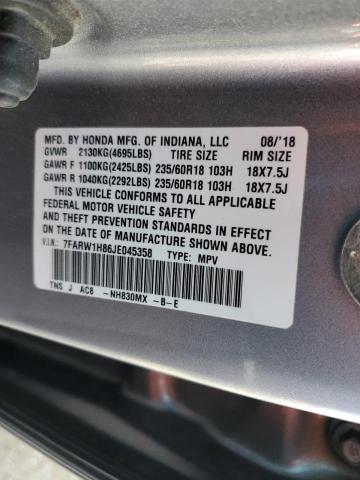 MFD. BY HONDA MFG. OF INDIANA, LLC 08/'18
GVWR 2130KG(4695LBS) TIRE SIZE RIM SIZE
GAWR F 1100KG(2425LBS) 235/60R18 103H 18X7.5J
GAWR R 1040KG(2292LBS) 235/60R18 103H 18X7.5J
THIS VEHICLE CONFORMS TO ALL APPLICABLE
FEDERAL MOTOR VEHICLE SAFETY
AND THEFT PREVENTION STANDARDS IN EFFECT
ON THE DATE OF MANUFACTURE SHOWN ABOVE.
V.I.N.: 7FARW1H86JE045358 TYPE: MPV
TNS J AC8 -NH830MX -B-E